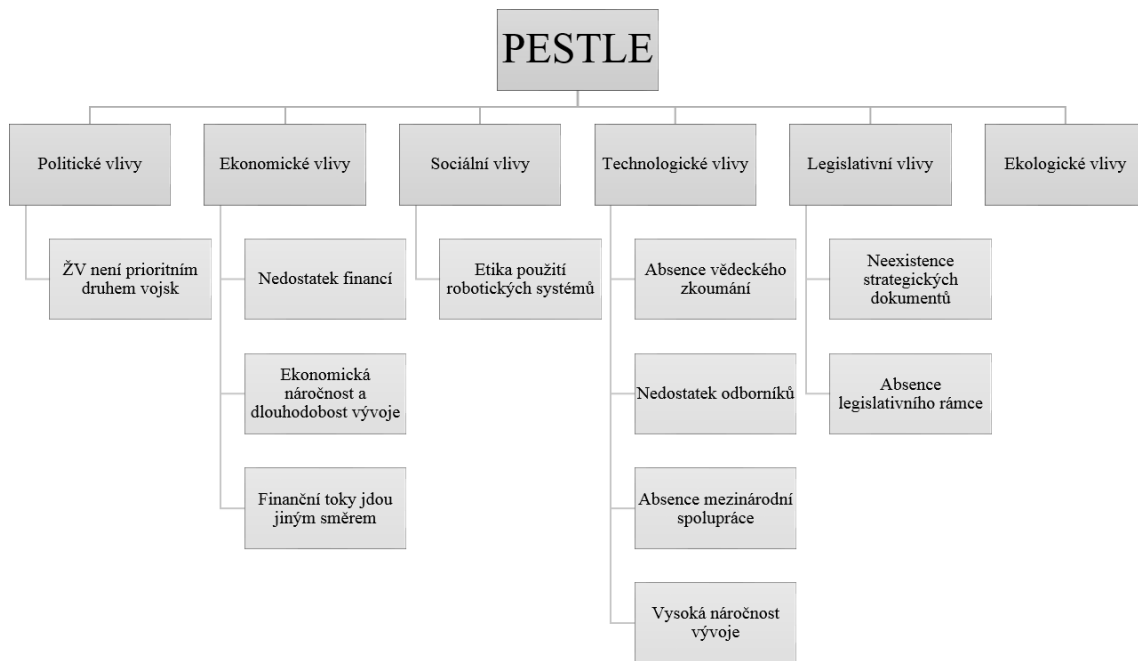 PESTLE
Politické vlivy
Ekonomické vlivy
Sociální vlivy
Technologické vlivy
Legislativní vlivy
Ekologické vlivy
ŽV není prioritním
druhem vojsk
Nedostatek financí
Ekonomická
náročnost a
dlouhodobost vývoje
Finanční toky jdou
jiným směrem
Etika použití
robotických systémů
Absence vědeckého
zkoumání
Nedostatek odborníků
Absence mezinárodní
spolupráce
Vysoká náročnost
vývoje
Neexistence
strategických
dokumentů
Absence
legislativního rámce